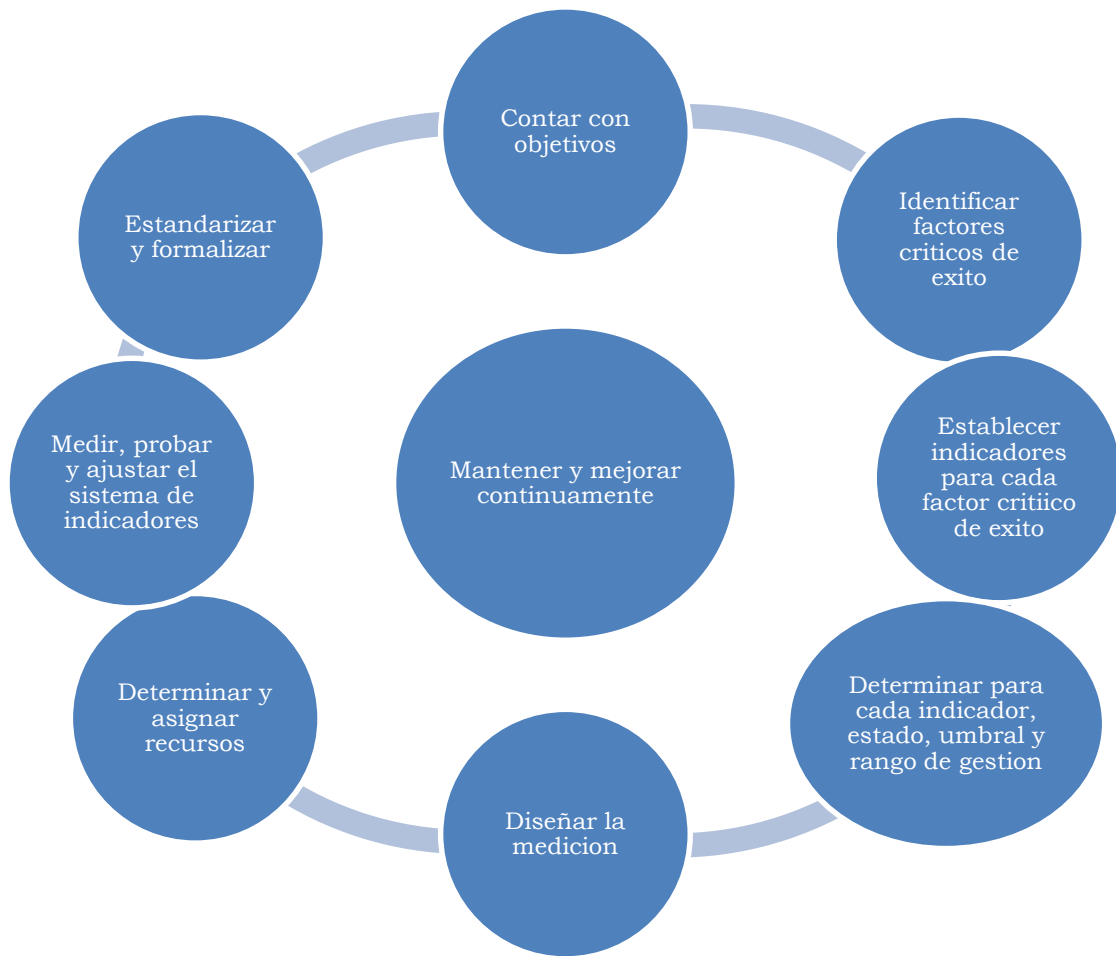 Contar con
objetivos
Identificar
factores
criticos de
exito
Establecer
indicadores
para cada
factor critiico
de exito
Determinar para
cada indicador,
estado, umbral y
rango de gestion
Diseñar la
medicion
Determinar y
asignar
recursos
Medir, probar
y ajustar el
sistema de
indicadores
Estandarizar
y formalizar
Mantener y mejorar
continuamente